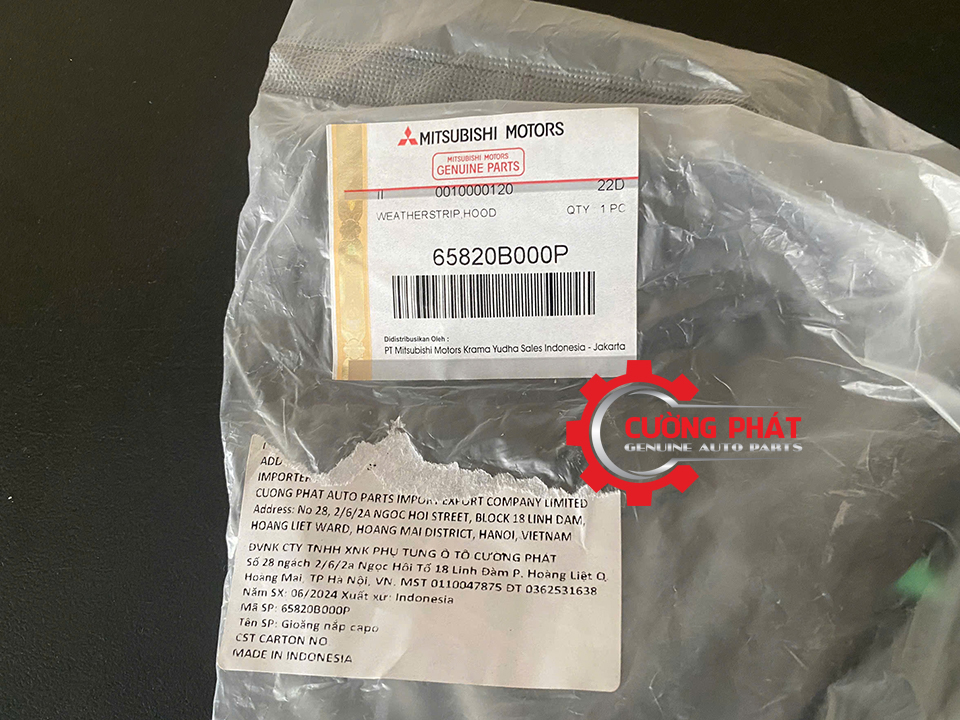 MITSUBISHI MOTORS
MITSUBISHI MOTORS
GENUINE PARTS
0010000120 22D
WEATHERSTRIP,HOOD QTY 1 PC
65820B000P
Didistribusikan Oleh :
PT Mitsubishi Motors Krama Yudha Sales Indonesia - Jakarta
CƯỜNG PHÁT
GENUINE AUTO PARTS
ADD
IMPORTER
CUONG PHAT AUTO PARTS IMPORT EXPORT COMPANY LIMITED
Address: No 28, 2/6/2a NGOC HOI STREET, BLOCK 18 LINH DAM,
HOANG LIET WARD, HOANG MAI DISTRICT, HANOI, VIETNAM
ĐVNK CTY TNHH XNK PHỤ TUNG Ô TÔ CƯƠNG PHAT
Số 28 ngách 2/6/2a Ngọc Hồi Tổ 18 Linh Đàm P. Hoàng Liệt Q.
Hoàng Mai, TP Hà Nội, VN. MST 0110047875 ĐT 0362531638
Năm SX: 06/2024 Xuất xứ: Indonesia
Mã SP: 65820B000P
Tên SP: Gioăng nắp capo
CST CARTON NO
MADE IN INDONESIA